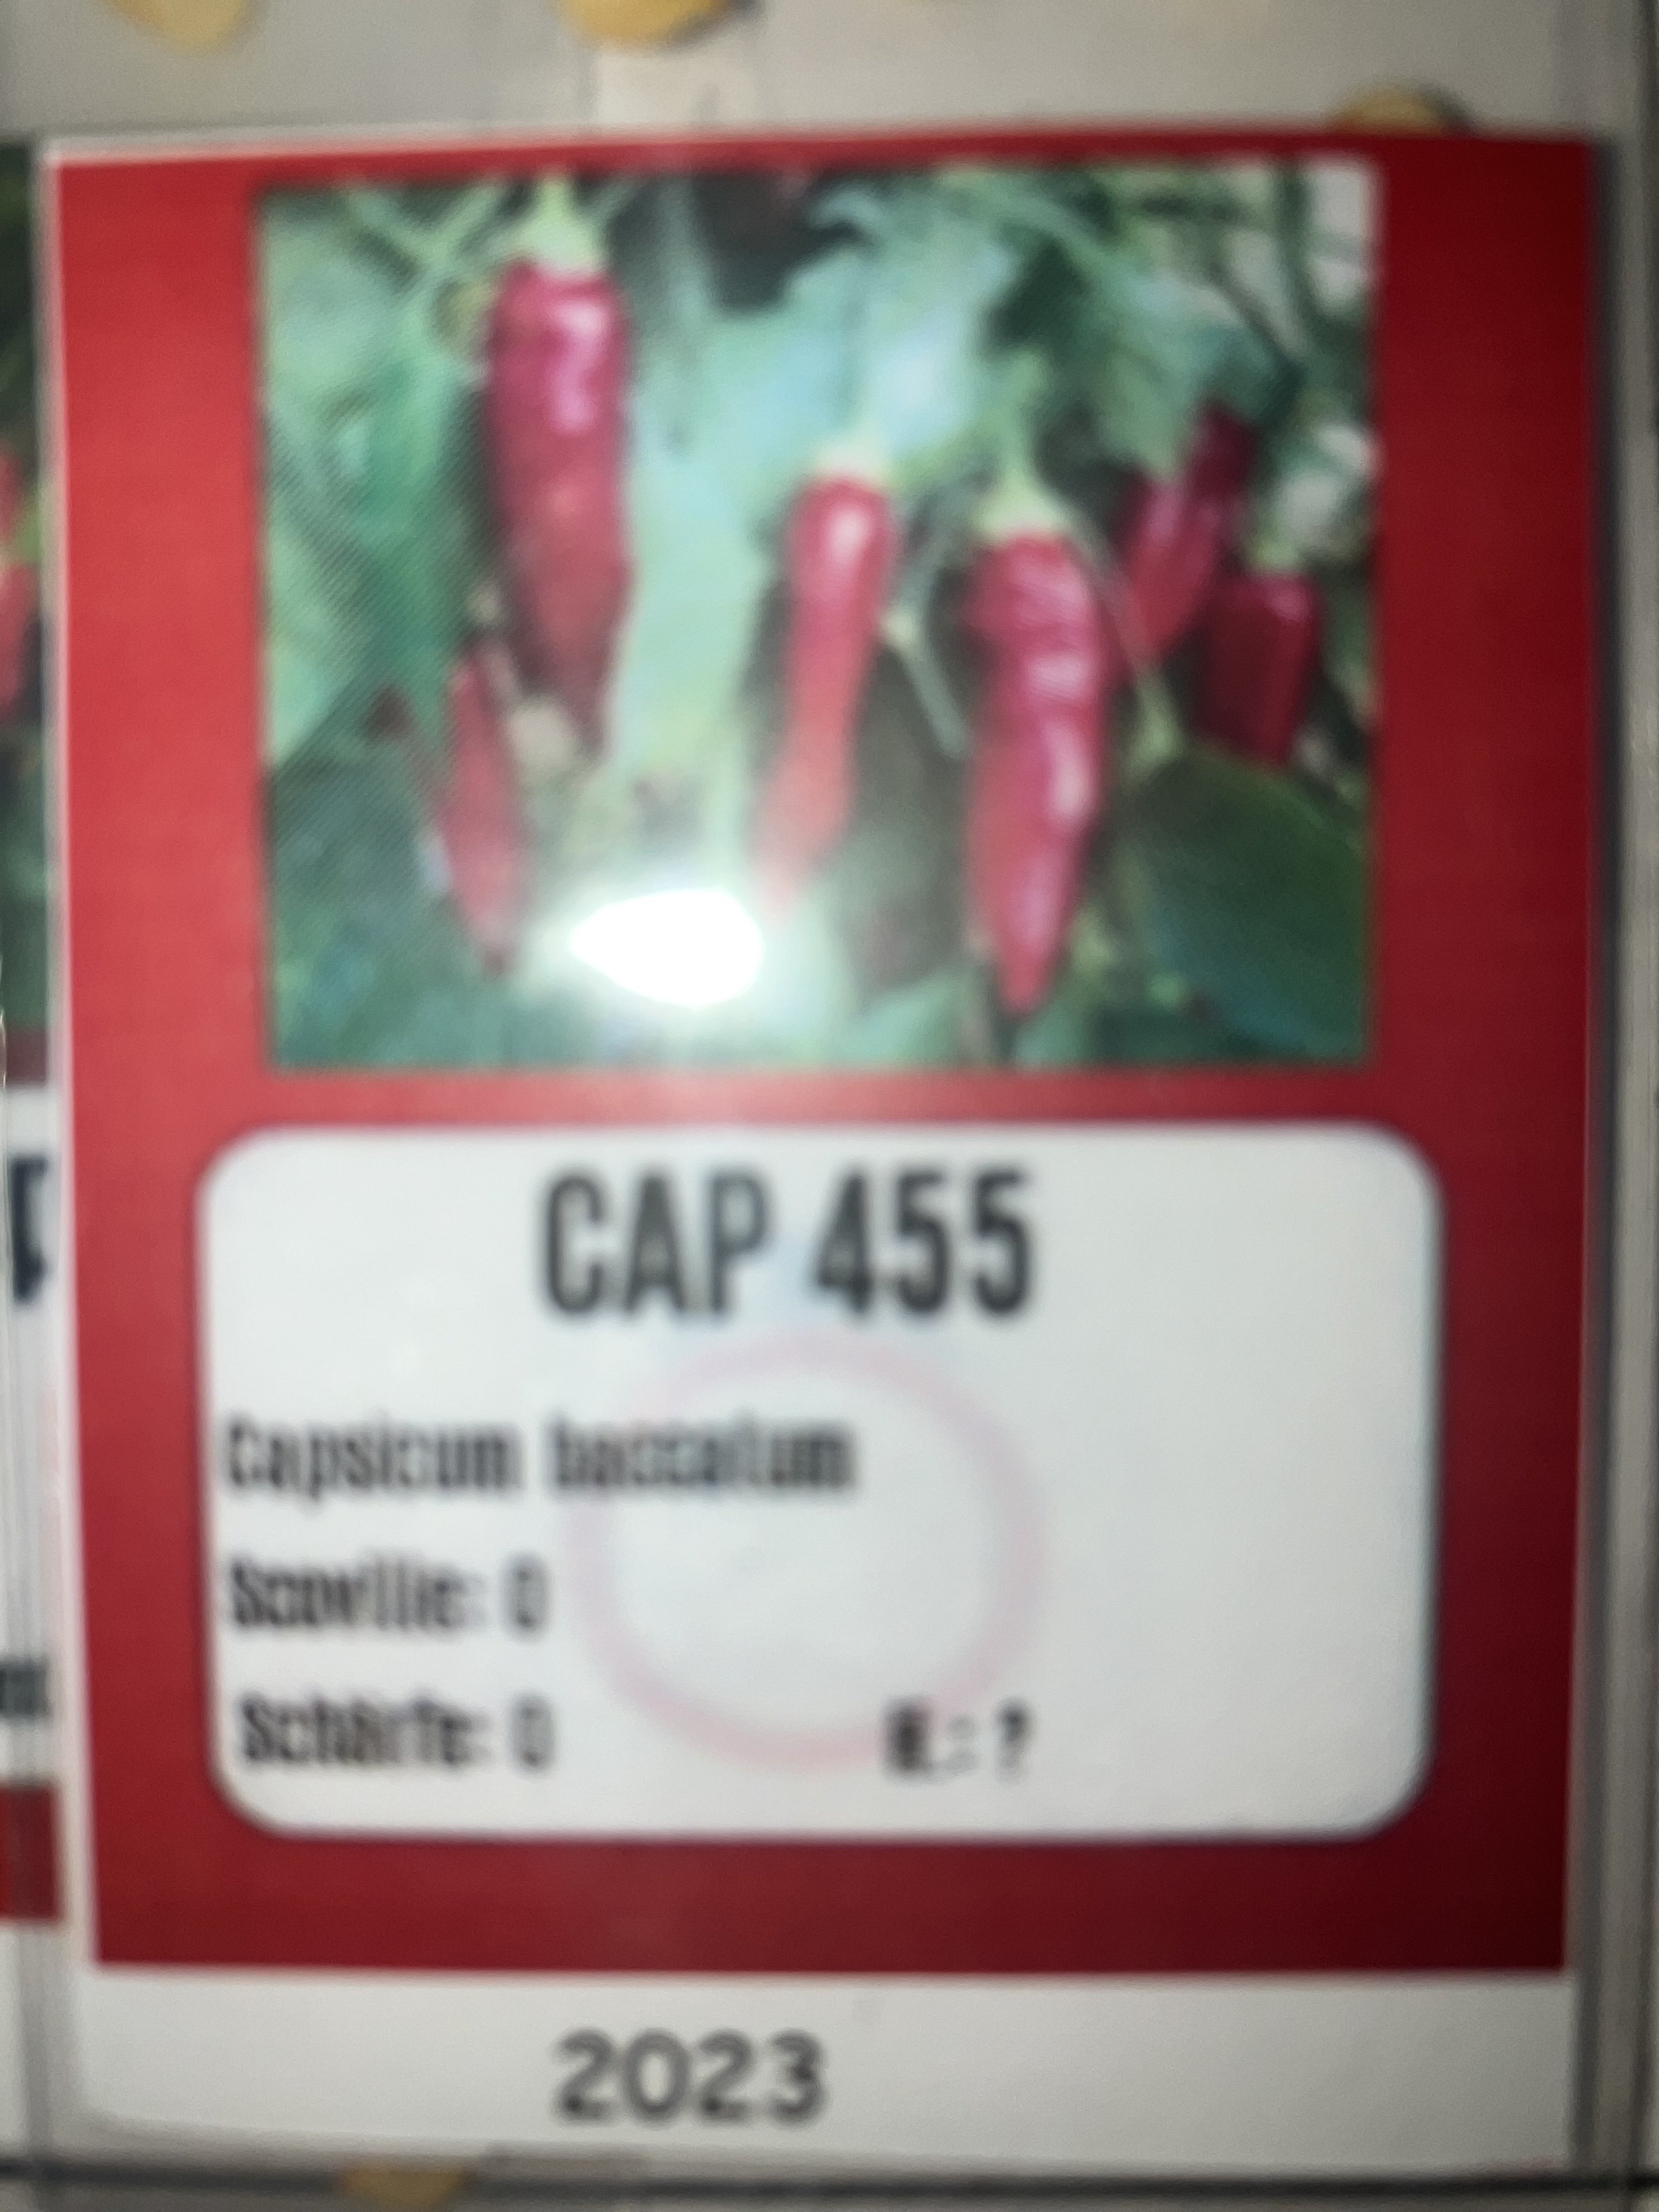 CAP 455
Capsicum baccatum
Scoville: 0
Schärfe: 0 K.: ?
2023